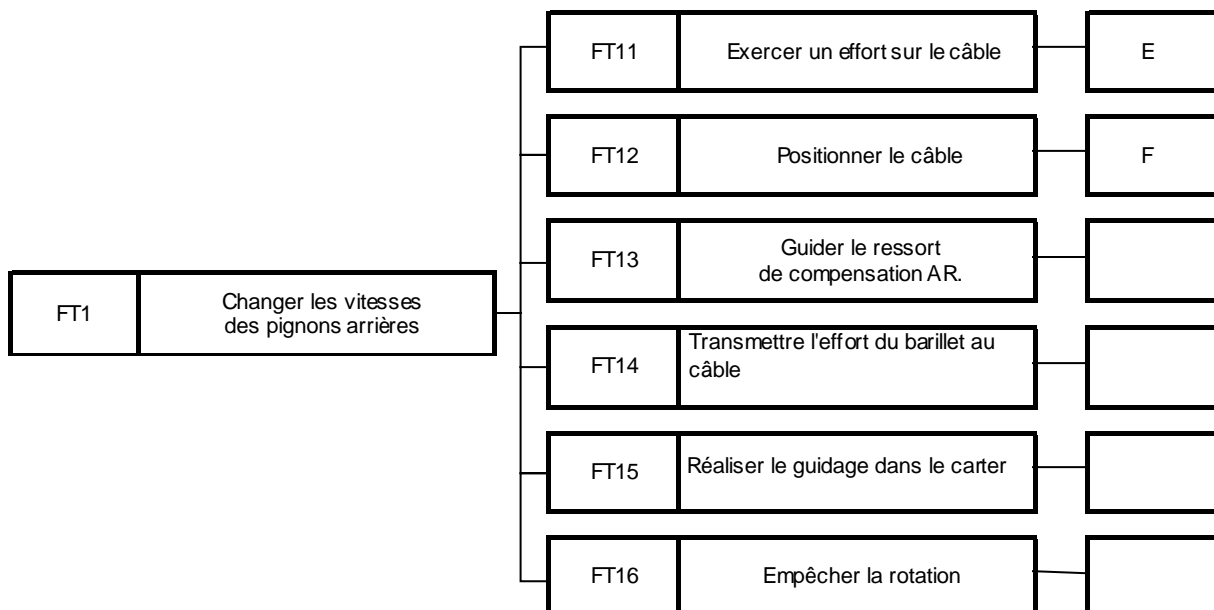 FT11
Exercer un effort sur le câble
E
FT12
Positionner le câble
F
FT13
Guider le ressort
de compensation AR.
FT1
Changer les vitesses
des pignons arrières
FT14
Transmettre l'effort du barillet au
câble
FT15
Réaliser le guidage dans le carter
FT16
Empêcher la rotation